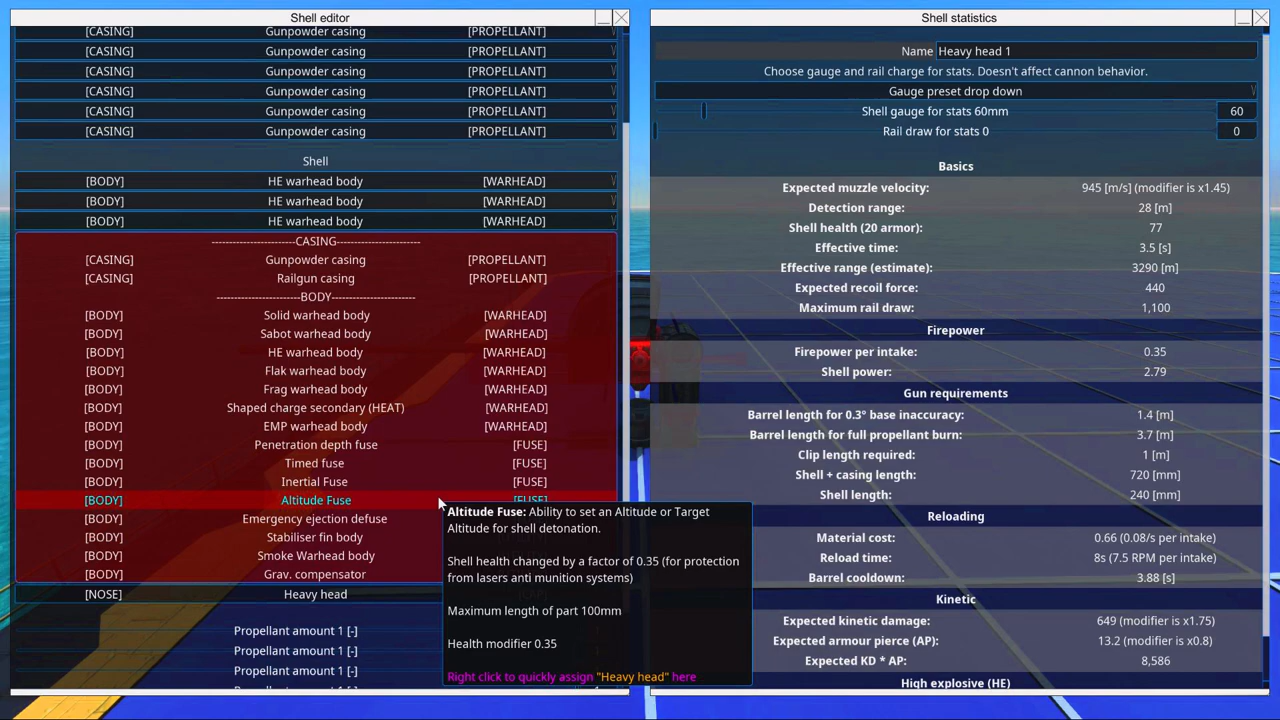 Shell editor
[CASING] Gunpowder casing [PROPELLANT]
[CASING] Gunpowder casing [PROPELLANT]
[CASING] Gunpowder casing [PROPELLANT]
[CASING] Gunpowder casing [PROPELLANT]
[CASING] Gunpowder casing [PROPELLANT]
[CASING] Gunpowder casing [PROPELLANT]
Shell
[BODY] HE warhead body [WARHEAD]
[BODY] HE warhead body [WARHEAD]
[BODY] HE warhead body [WARHEAD]
------------------------CASING-----------------------
[CASING] Gunpowder casing [PROPELLANT]
[CASING] Railgun casing [PROPELLANT]
------------------------BODY------------------------
[BODY] Solid warhead body [WARHEAD]
[BODY] Sabot warhead body [WARHEAD]
[BODY] HE warhead body [WARHEAD]
[BODY] Flak warhead body [WARHEAD]
[BODY] Frag warhead body [WARHEAD]
[BODY] Shaped charge secondary (HEAT) [WARHEAD]
[BODY] EMP warhead body [WARHEAD]
[BODY] Penetration depth fuse [FUSE]
[BODY] Timed fuse [FUSE]
[BODY] Inertial Fuse [FUSE]
[BODY] Altitude Fuse [FUSE]
[BODY] Emergency ejection defuse
[BODY] Stabiliser fin body
[BODY] Smoke Warhead body
[BODY] Grav. compensator
[NOSE] Heavy head
Propellant amount 1 [-]
Propellant amount 1 [-]
Propellant amount 1 [-]
Altitude Fuse: Ability to set an Altitude or Target
Altitude for shell detonation.
Shell health changed by a factor of 0.35 (for protection
from lasers anti munition systems)
Maximum length of part 100mm
Health modifier 0.35
Right click to quickly assign "Heavy head" here
Shell statistics
Name Heavy head 1
Choose gauge and rail charge for stats. Doesn't affect cannon behavior.
Gauge preset drop down
Shell gauge for stats 60mm 60
Rail draw for stats 0 0
Basics
Expected muzzle velocity: 945 [m/s] (modifier is x1.45)
Detection range: 28 [m]
Shell health (20 armor): 77
Effective time: 3.5 [s]
Effective range (estimate): 3290 [m]
Expected recoil force: 440
Maximum rail draw: 1,100
Firepower
Firepower per intake: 0.35
Shell power: 2.79
Gun requirements
Barrel length for 0.3° base inaccuracy: 1.4 [m]
Barrel length for full propellant burn: 3.7 [m]
Clip length required: 1 [m]
Shell + casing length: 720 [mm]
Shell length: 240 [mm]
Reloading
Material cost: 0.66 (0.08/s per intake)
Reload time: 8s (7.5 RPM per intake)
Barrel cooldown: 3.88 [s]
Kinetic
Expected kinetic damage: 649 (modifier is x1.75)
Expected armour pierce (AP): 13.2 (modifier is x0.8)
Expected KD * AP: 8,586
High explosive (HE)